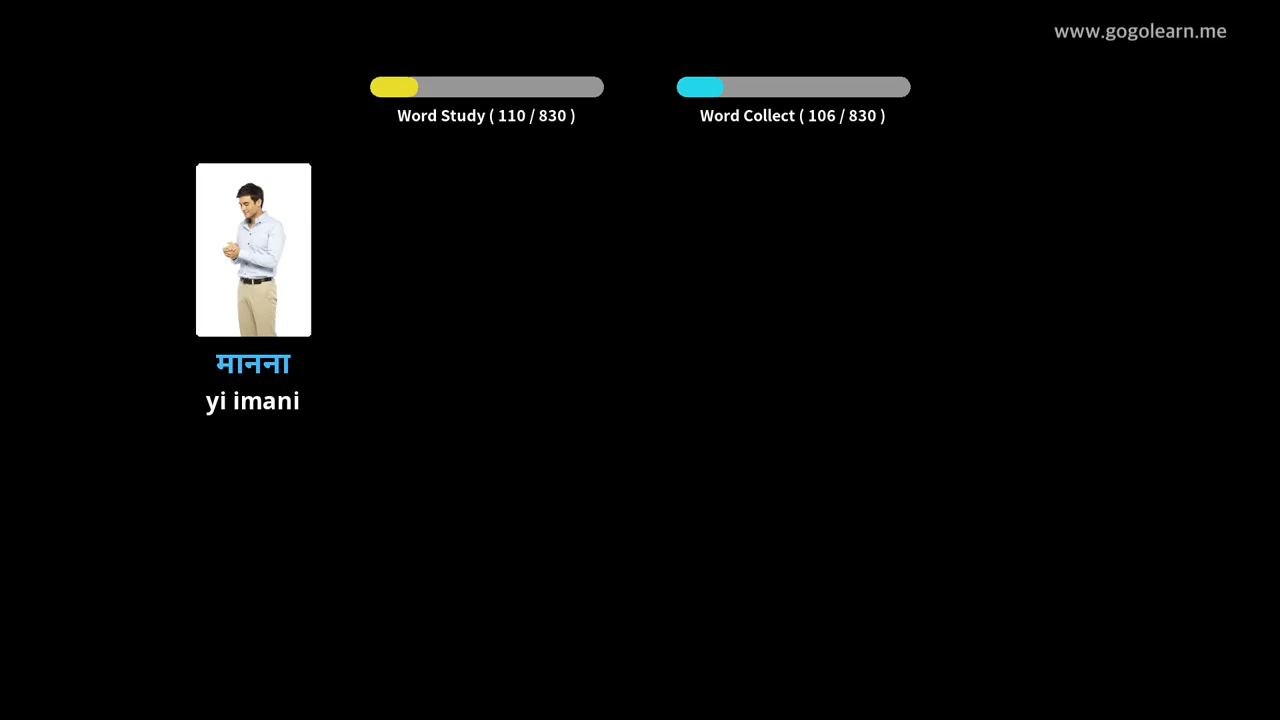 www.gogolearn.me
Word Study ( 110 / 830 )
Word Collect ( 106 / 830 )
मानना
yi imani